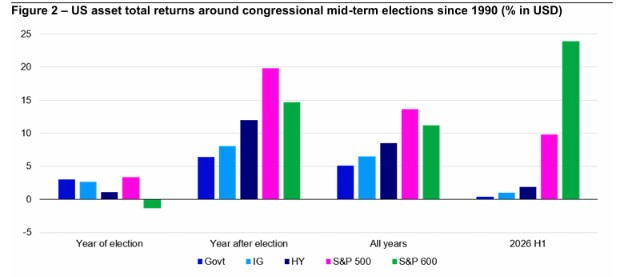 Figure 2 – US asset total returns around congressional mid-term elections since 1990 (% in USD)
25
20
15
10
5
0
-5
Year of election Year after election All years 2026 H1
Govt IG HY S&P 500 S&P 600